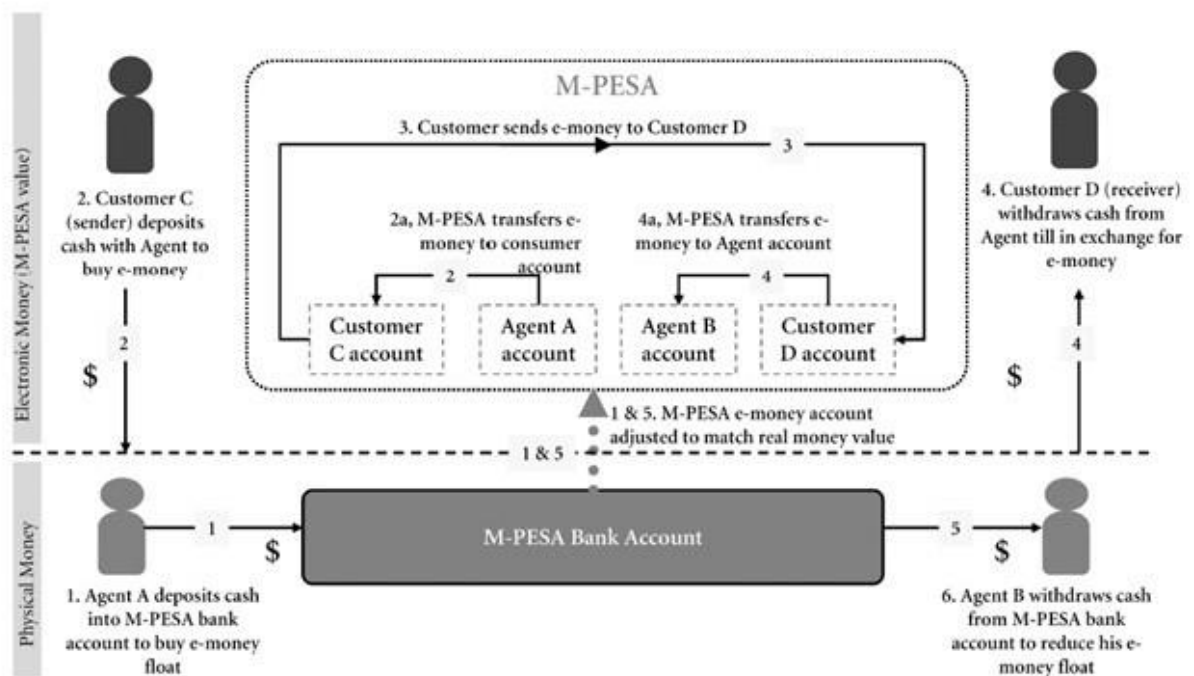 Electronic Money (M-PESA value)
Physical Money
M-PESA
3. Customer sends e-money to Customer D
3
2. Customer C
(sender) deposits
cash with Agent to
buy e-money
2
$
2a, M-PESA transfers e-
money to consumer
account
2
4a, M-PESA transfers e-
money to Agent account
4
Customer
C account
Agent A
account
Agent B
account
Customer
D account
4. Customer D (receiver)
withdraws cash from
Agent till in exchange for
e-money
4
$
1 & 5. M-PESA e-money account
adjusted to match real money value
1 & 5
1
$
M-PESA Bank Account
5
$
1. Agent A deposits cash
into M-PESA bank
account to buy e-money
float
6. Agent B withdraws cash
from M-PESA bank
account to reduce his e-
money float